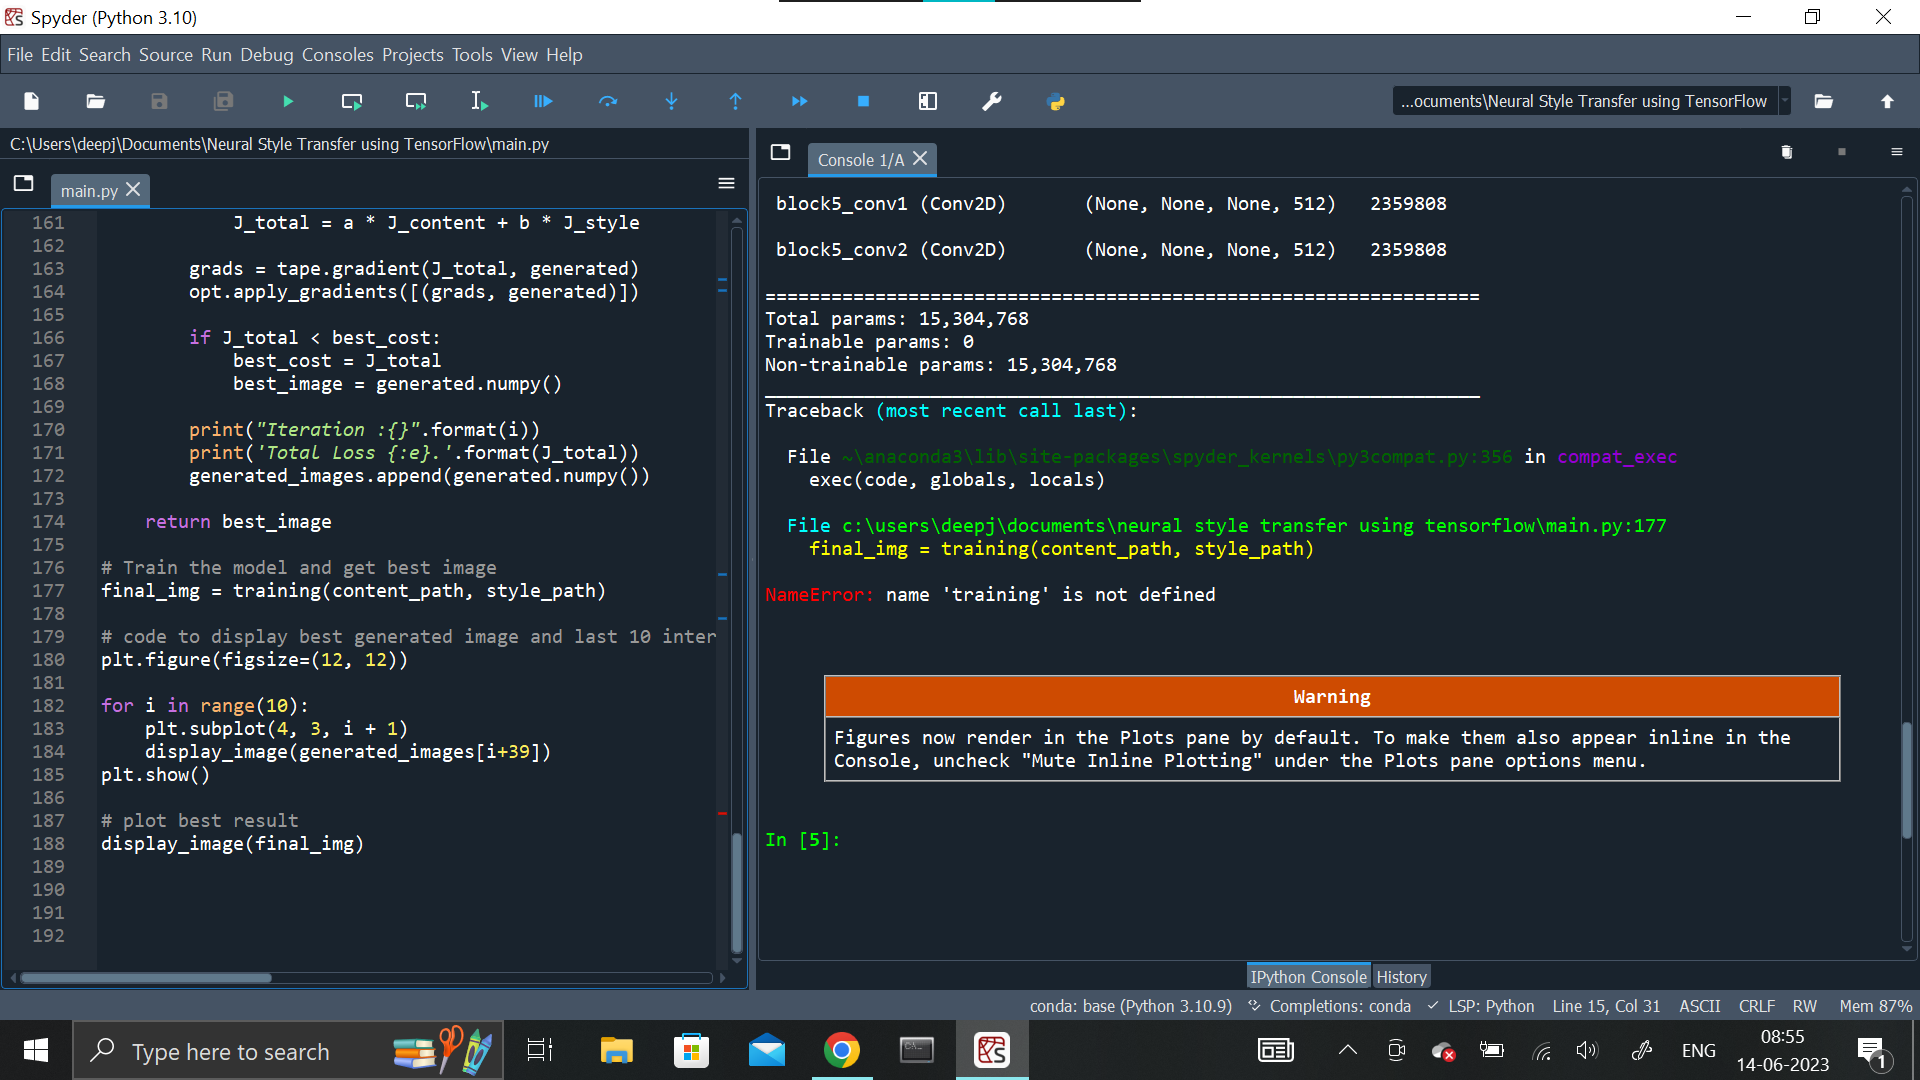 Spyder (Python 3.10)
File Edit Search Source Run Debug Consoles Projects Tools View Help
...ocuments\Neural Style Transfer using TensorFlow
C:\Users\deepj\Documents\Neural Style Transfer using TensorFlow\main.py
main.py
161 J_total = a * J_content + b * J_style
162
163 grads = tape.gradient(J_total, generated)
164 opt.apply_gradients([(grads, generated)])
165
166 if J_total < best_cost:
167 best_cost = J_total
168 best_image = generated.numpy()
169
170 print("Iteration :{}".format(i))
171 print('Total Loss {:e}.'.format(J_total))
172 generated_images.append(generated.numpy())
173
174 return best_image
175
176 # Train the model and get best image
177 final_img = training(content_path, style_path)
178
179 # code to display best generated image and last 10 inter
180 plt.figure(figsize=(12, 12))
181
182 for i in range(10):
183 plt.subplot(4, 3, i + 1)
184 display_image(generated_images[i+39])
185 plt.show()
186
187 # plot best result
188 display_image(final_img)
189
190
191
192
Console 1/A
block5_conv1 (Conv2D) (None, None, None, 512) 2359808
block5_conv2 (Conv2D) (None, None, None, 512) 2359808
=================================================================
Total params: 15,304,768
Trainable params: 0
Non-trainable params: 15,304,768
_________________________________________________________________
Traceback (most recent call last):
File ~\anaconda3\lib\site-packages\spyder_kernels\py3compat.py:356 in compat_exec
exec(code, globals, locals)
File c:\users\deepj\documents\neural style transfer using tensorflow\main.py:177
final_img = training(content_path, style_path)
NameError: name 'training' is not defined
Warning
Figures now render in the Plots pane by default. To make them also appear inline in the
Console, uncheck "Mute Inline Plotting" under the Plots pane options menu.
In [5]:
IPython Console History
conda: base (Python 3.10.9) Completions: conda LSP: Python Line 15, Col 31 ASCII CRLF RW Mem 87%
Type here to search
ENG
08:55
14-06-2023
1